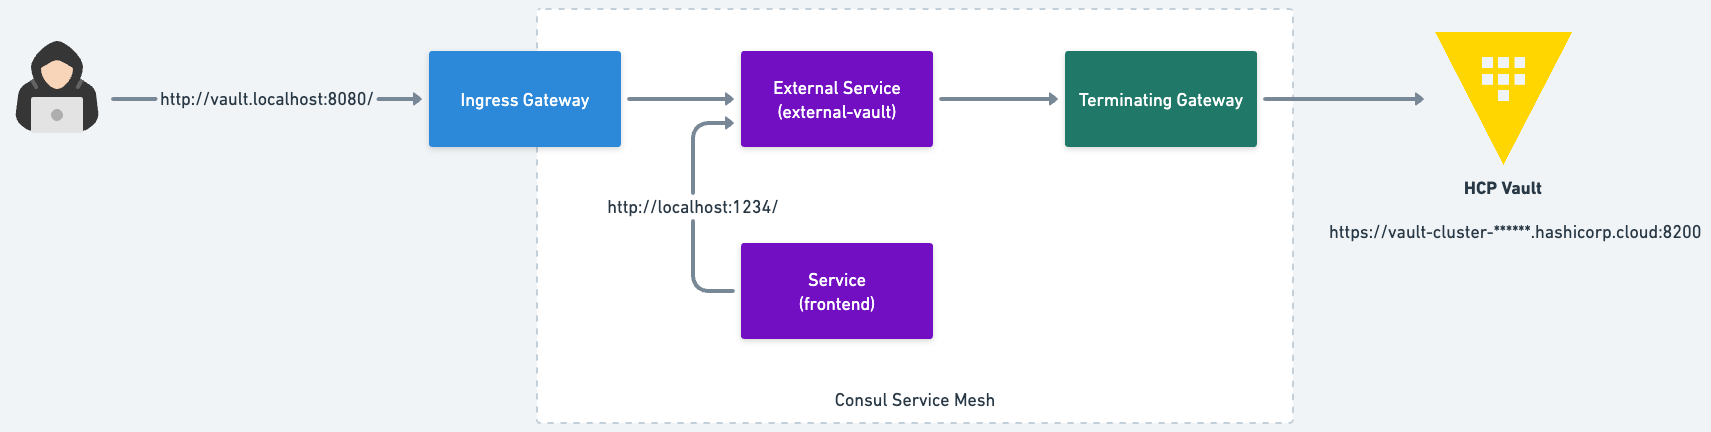 http://vault.localhost:8080/
Ingress Gateway
External Service
(external-vault)
Terminating Gateway
HCP Vault
https://vault-cluster-******.hashicorp.cloud:8200
http://localhost:1234/
Service
(frontend)
Consul Service Mesh